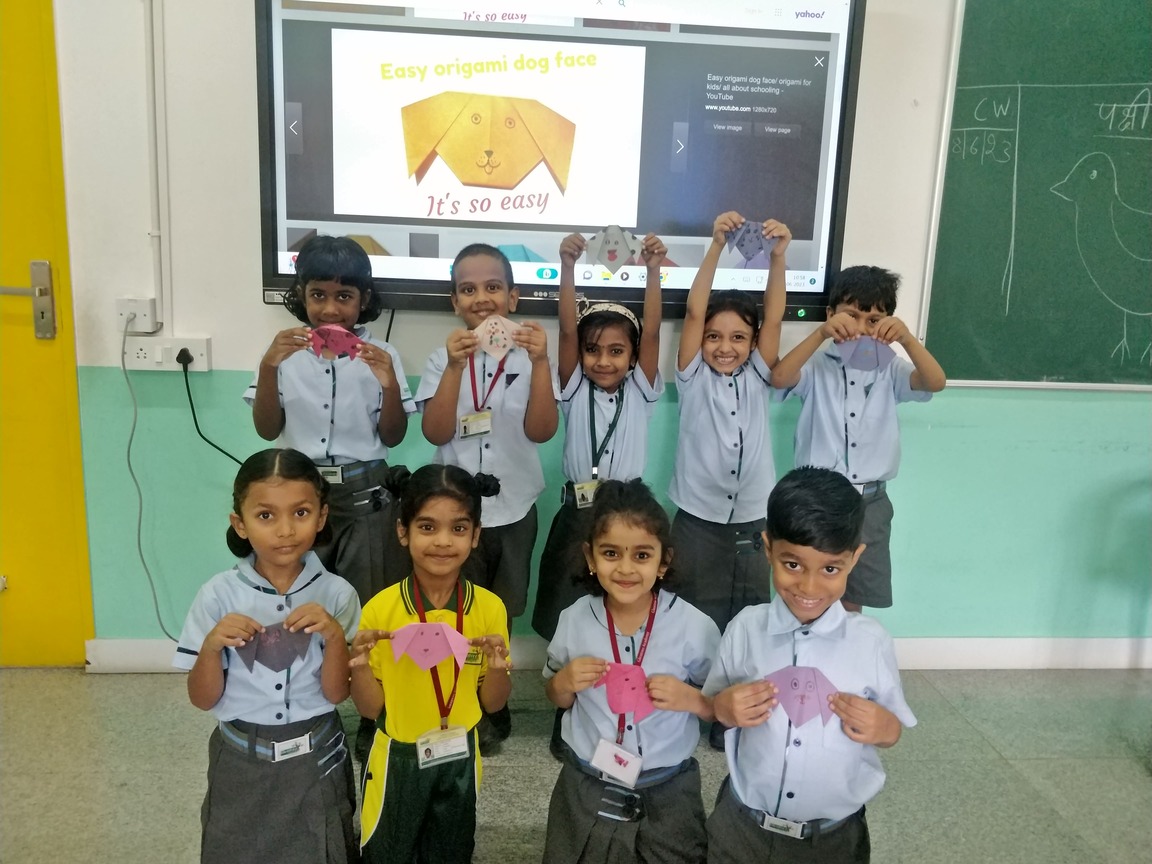 It's so easy
yahoo!
Easy origami dog face
It's so easy
Easy origami dog face/ origami for
kids/ all about schooling -
YouTube
www.youtube.com 1280x720
View image
View page
CW
8/6/23
पक्षी